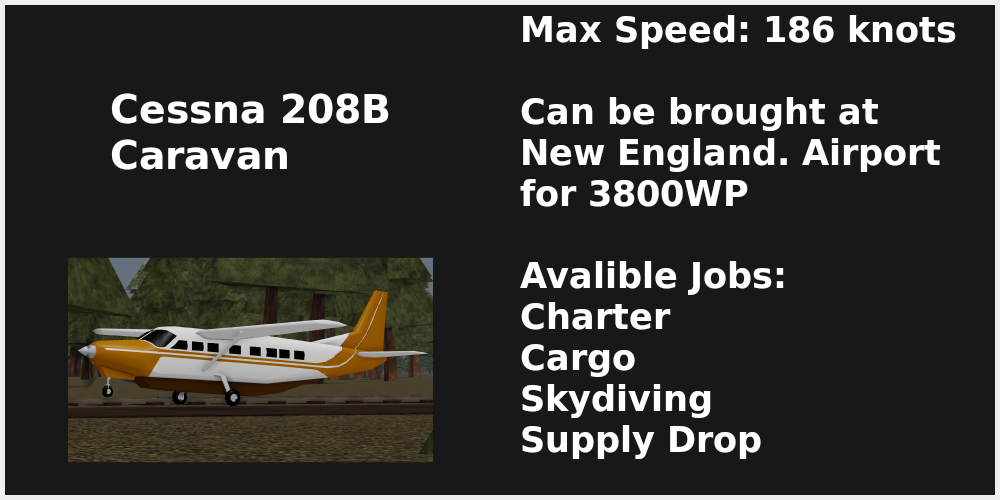 Cessna 208B
Caravan
Max Speed: 186 knots
Can be brought at
New England. Airport
for 3800WP
Avalible Jobs:
Charter
Cargo
Skydiving
Supply Drop